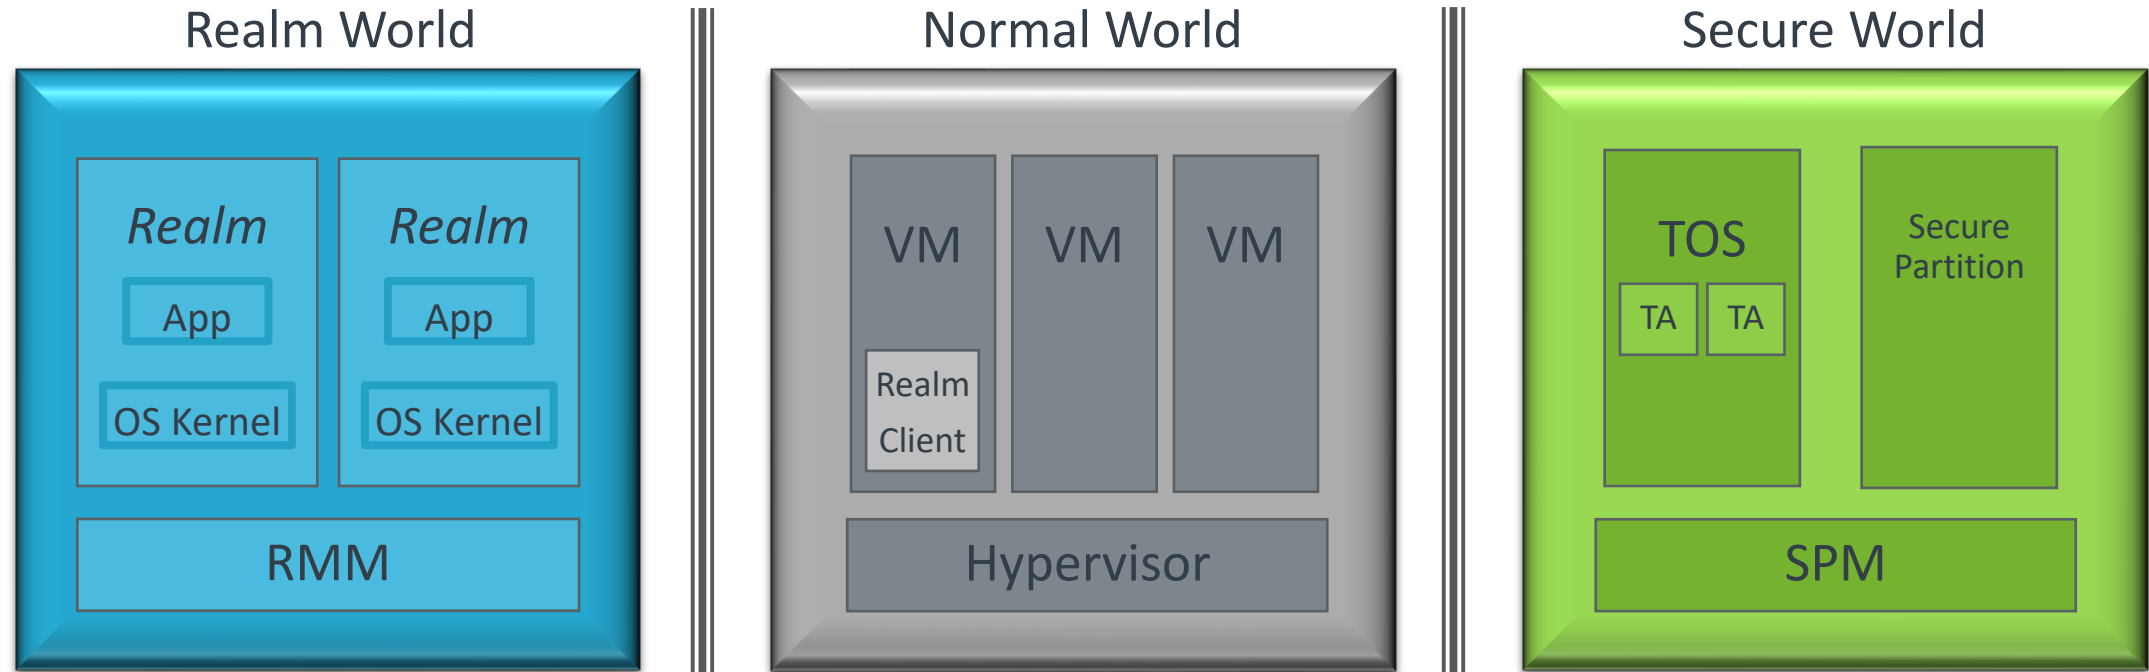 Realm World
Realm
App
OS Kernel
Realm
App
OS Kernel
RMM
Normal World
VM
Realm
Client
VM
VM
Hypervisor
Secure World
TOS
TA
TA
Secure
Partition
SPM